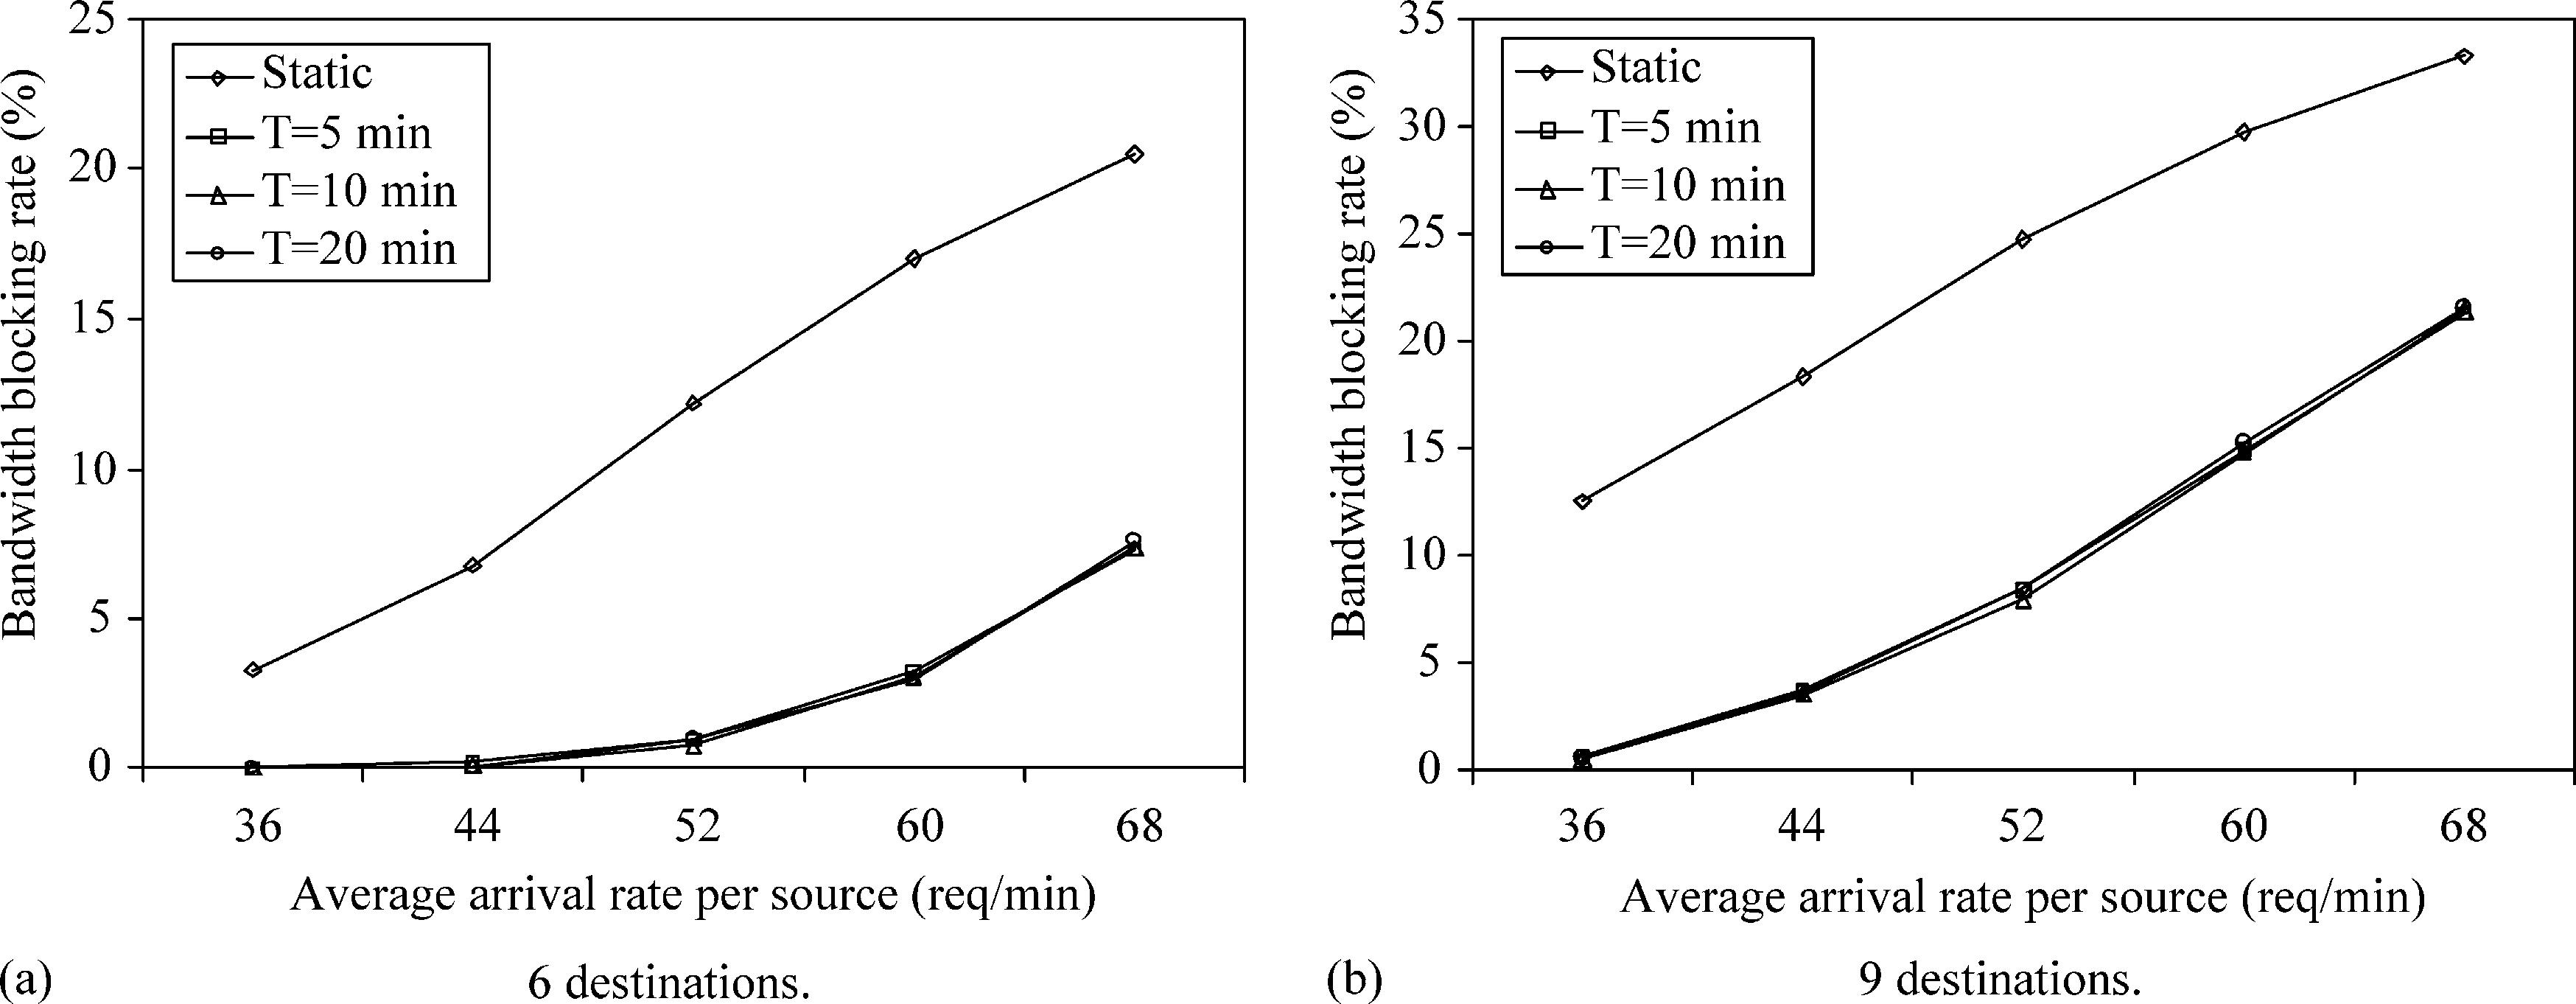 25
20
15
10
5
0
Bandwidth blocking rate (%)
Static
T=5 min
T=10 min
T=20 min
36 44 52 60 68
Average arrival rate per source (req/min)
(a) 6 destinations.
35
30
25
20
15
10
5
0
Bandwidth blocking rate (%)
Static
T=5 min
T=10 min
T=20 min
36 44 52 60 68
Average arrival rate per source (req/min)
(b) 9 destinations.